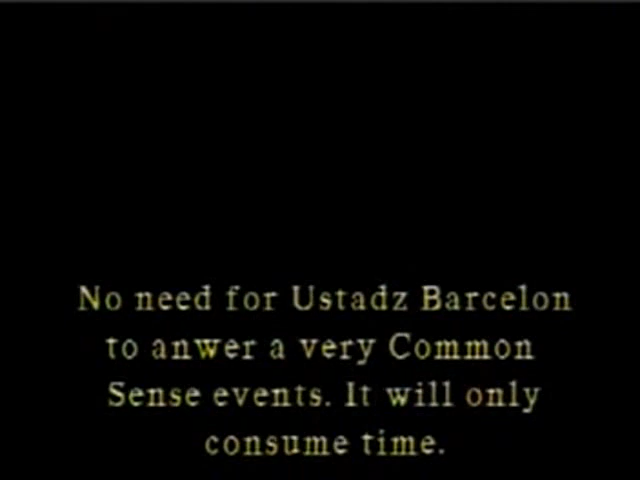 No need for Ustadz Barcelon
to anwer a very Common
Sense events. It will only
consume time.